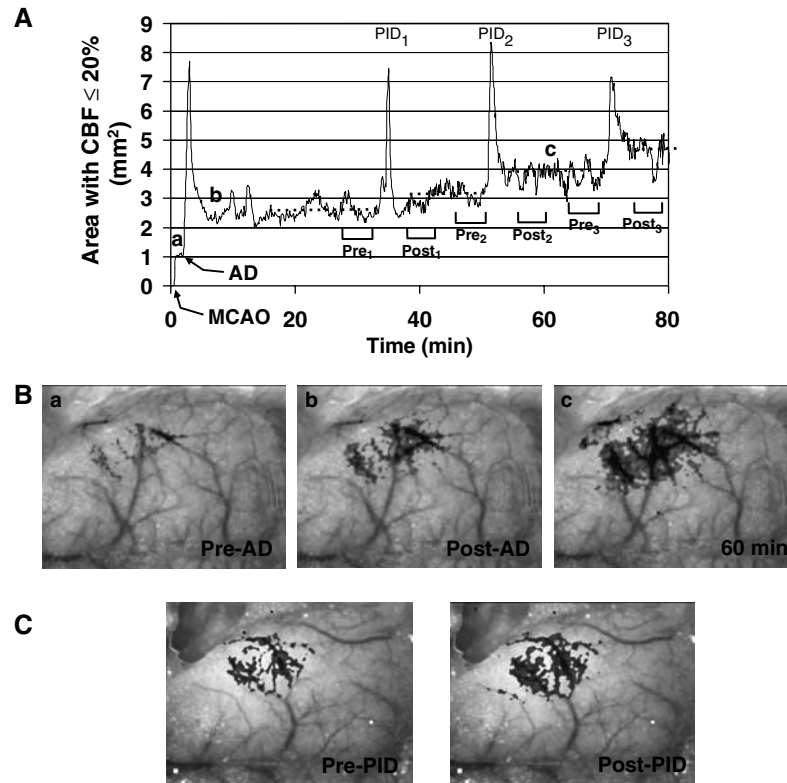 A
Area with CBF ≤ 20%
(mm²)
9
8
7
6
5
4
3
2
1
0
PID₁
PID₂
PID₃
a
b
c
AD
MCAO
Pre₁
Post₁
Pre₂
Post₂
Pre₃
Post₃
0
20
40
60
80
Time (min)
B
a
Pre-AD
b
Post-AD
c
60 min
C
Pre-PID
Post-PID